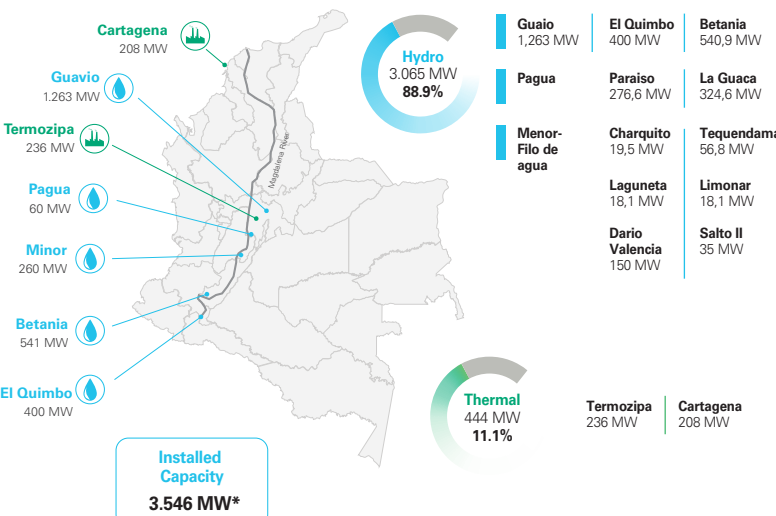 Cartagena
208 MW
Guavio
1.263 MW
Termozipa
236 MW
Pagua
60 MW
Minor
260 MW
Betania
541 MW
El Quimbo
400 MW
Magdalena River
Installed
Capacity
3.546 MW*
Hydro
3.065 MW
88.9%
Guaio
1,263 MW
El Quimbo
400 MW
Betania
540,9 MW
Pagua
Paraiso
276,6 MW
La Guaca
324,6 MW
Menor-
Filo de
agua
Charquito
19,5 MW
Tequendama
56,8 MW
Laguneta
18,1 MW
Limonar
18,1 MW
Dario
Valencia
150 MW
Salto II
35 MW
Thermal
444 MW
11.1%
Termozipa
236 MW
Cartagena
208 MW